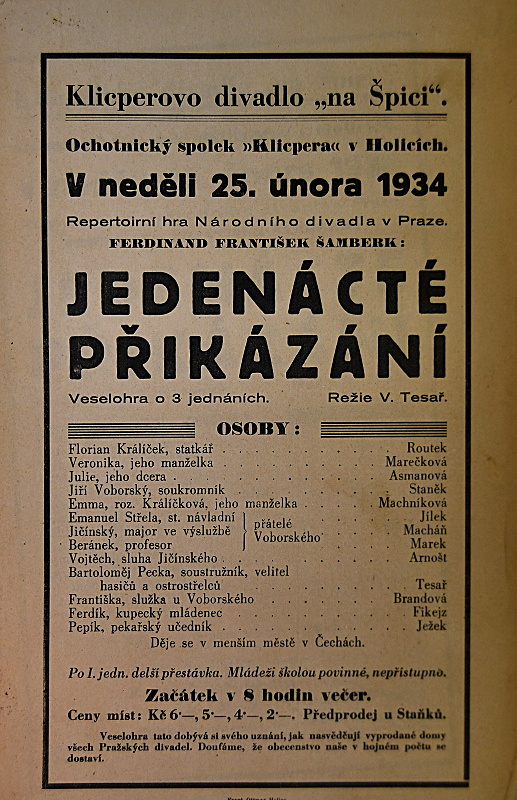 Klicperovo divadlo „na Špici“.
Ochotnický spolek »Klicpera« v Holicích.
V neděli 25. února 1934
Repertoirní hra Národního divadla v Praze.
FERDINAND FRANTIŠEK ŠAMBERK:
JEDENÁCTÉ
PŘIKÁZÁNÍ
Veselohra o 3 jednáních. Režie V. Tesař.
OSOBY:
Florian Králíček, statkář . . . . . . . . . . Routek
Veronika, jeho manželka . . . . . . . . . . Marečková
Julie, jeho dcera . . . . . . . . . . Asmanová
Jiří Voborský, soukromník . . . . . . . . . . Staněk
Emma, roz. Králíčková, jeho manželka . . . . . Machníková
Emanuel Střela, st. návladní } přátelé Voborského . . . . . Jílek
Jičínský, major ve výslužbě } . . . . . Macháň
Beránek, profesor } . . . . . Marek
Vojtěch, sluha Jičínského . . . . . . . . . . Arnošt
Bartoloměj Pecka, soustružník, velitel
hasičů a ostrostřelců . . . . . . . . . . Tesař
Františka, služka u Voborského . . . . . . . . Brandová
Ferdík, kupecký mládenec . . . . . . . . . . Fikejz
Pepík, pekařský učedník . . . . . . . . . . Ježek
Děje se v menším městě v Čechách.
Po I. jedn. delší přestávka. Mládeži školou povinné, nepřístupno.
Začátek v 8 hodin večer.
Ceny míst: Kč 6·—, 5·—, 4·—, 2·—. Předprodej u Staňků.
Veselohra tato dobývá si svého uznání, jak nasvědčují vyprodané domy
všech Pražských divadel. Doufáme, že obecenstvo naše v hojném počtu se
dostaví.